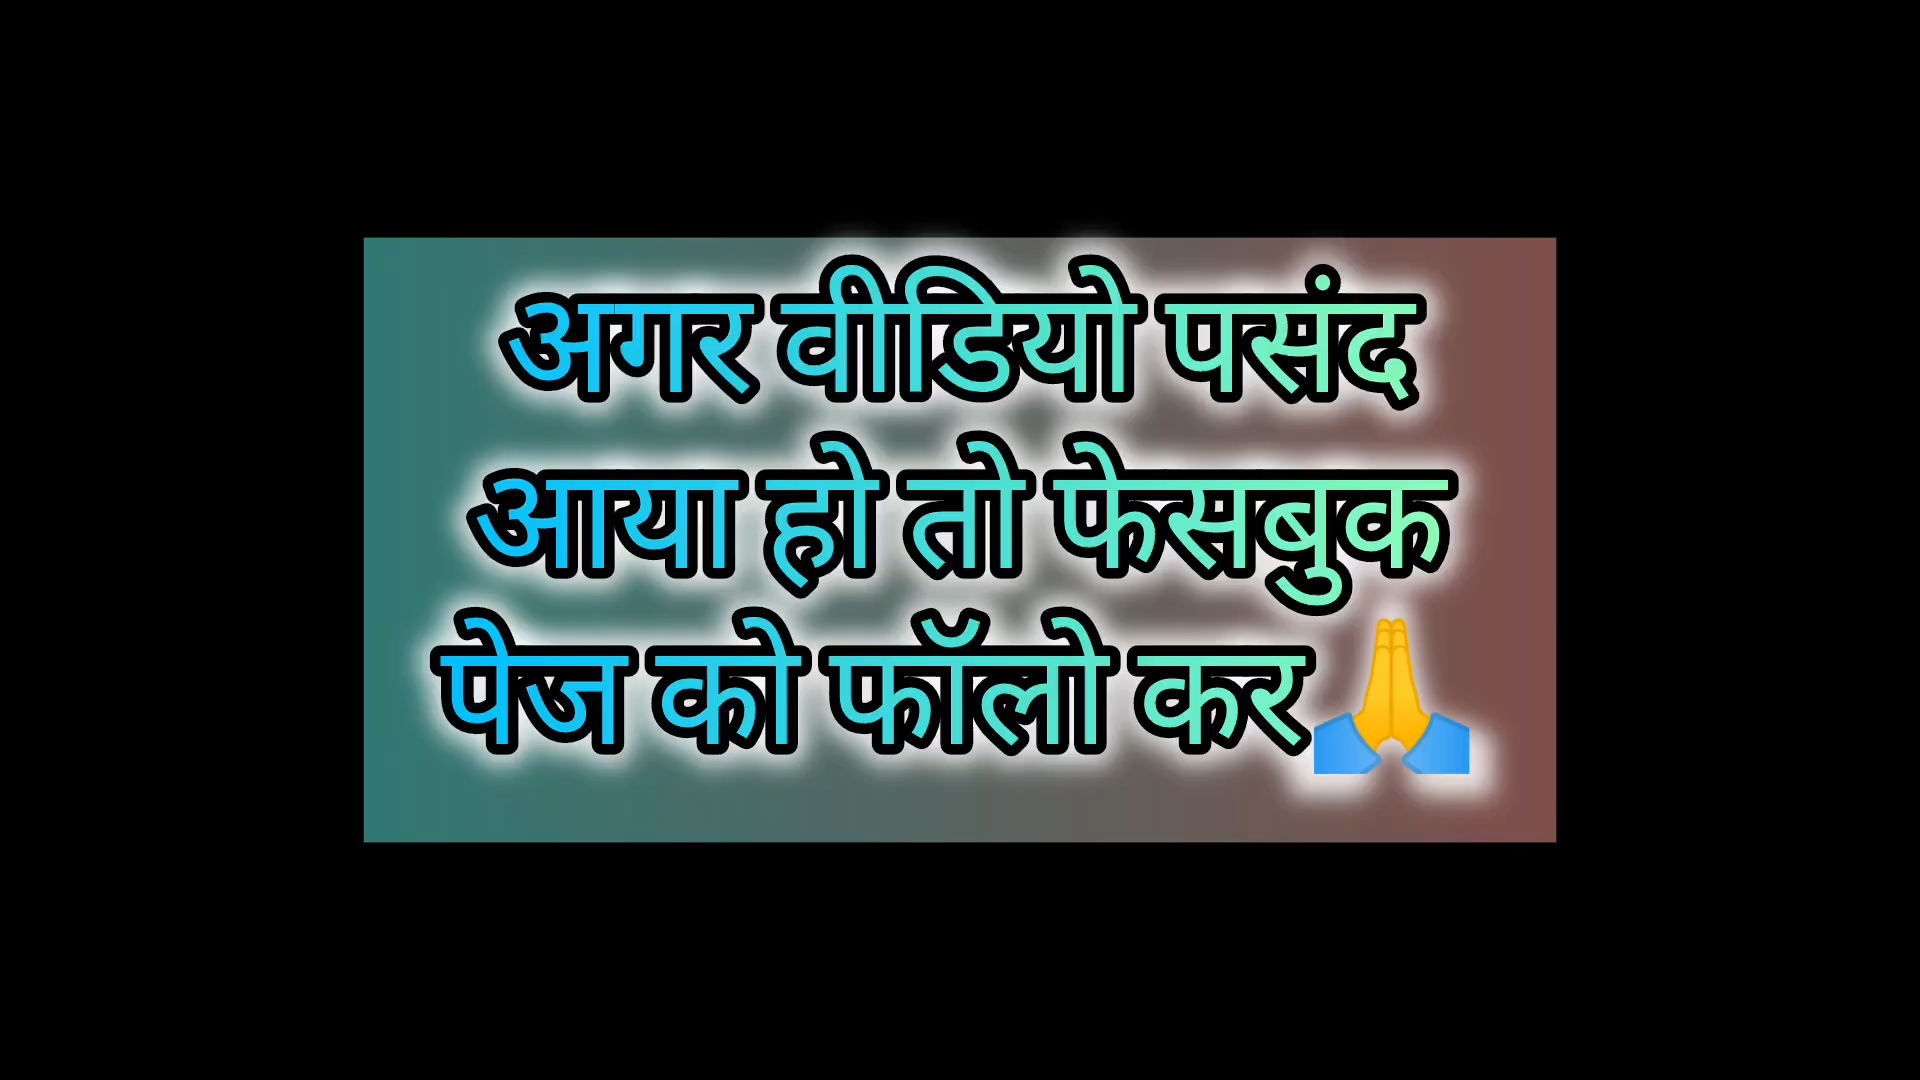 अगर वीडियो पसंद
आया हो तो फेसबुक
पेज को फॉलो कर🙏